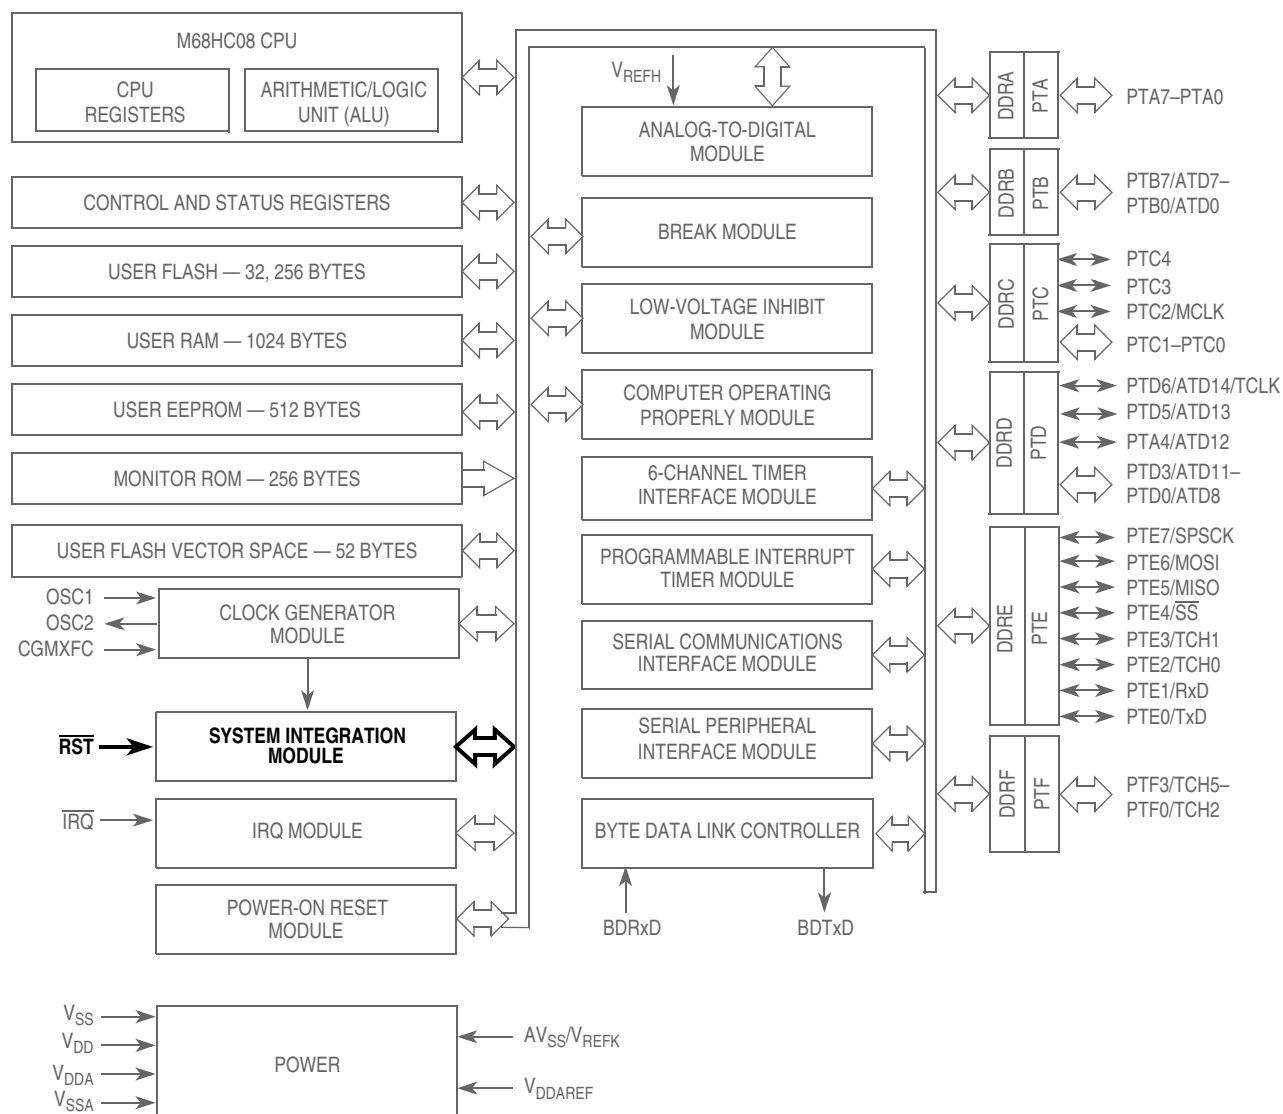 M68HC08 CPU
CPU
REGISTERS
ARITHMETIC/LOGIC
UNIT (ALU)
CONTROL AND STATUS REGISTERS
USER FLASH — 32, 256 BYTES
USER RAM — 1024 BYTES
USER EEPROM — 512 BYTES
MONITOR ROM — 256 BYTES
USER FLASH VECTOR SPACE — 52 BYTES
OSC1
OSC2
CGMXFC
CLOCK GENERATOR
MODULE
RST
SYSTEM INTEGRATION
MODULE
IRQ
IRQ MODULE
POWER-ON RESET
MODULE
VSS
VDD
VDDA
VSSA
POWER
AVSS/VREFK
VDDAREF
VREFH
ANALOG-TO-DIGITAL
MODULE
BREAK MODULE
LOW-VOLTAGE INHIBIT
MODULE
COMPUTER OPERATING
PROPERLY MODULE
6-CHANNEL TIMER
INTERFACE MODULE
PROGRAMMABLE INTERRUPT
TIMER MODULE
SERIAL COMMUNICATIONS
INTERFACE MODULE
SERIAL PERIPHERAL
INTERFACE MODULE
BYTE DATA LINK CONTROLLER
BDRxD
BDTxD
DDRA
PTA
PTA7–PTA0
DDRB
PTB
PTB7/ATD7–
PTB0/ATD0
DDRC
PTC
PTC4
PTC3
PTC2/MCLK
PTC1–PTC0
DDRD
PTD
PTD6/ATD14/TCLK
PTD5/ATD13
PTA4/ATD12
PTD3/ATD11–
PTD0/ATD8
DDRE
PTE
PTE7/SPSCK
PTE6/MOSI
PTE5/MISO
PTE4/SS
PTE3/TCH1
PTE2/TCH0
PTE1/RxD
PTE0/TxD
DDRF
PTF
PTF3/TCH5–
PTF0/TCH2